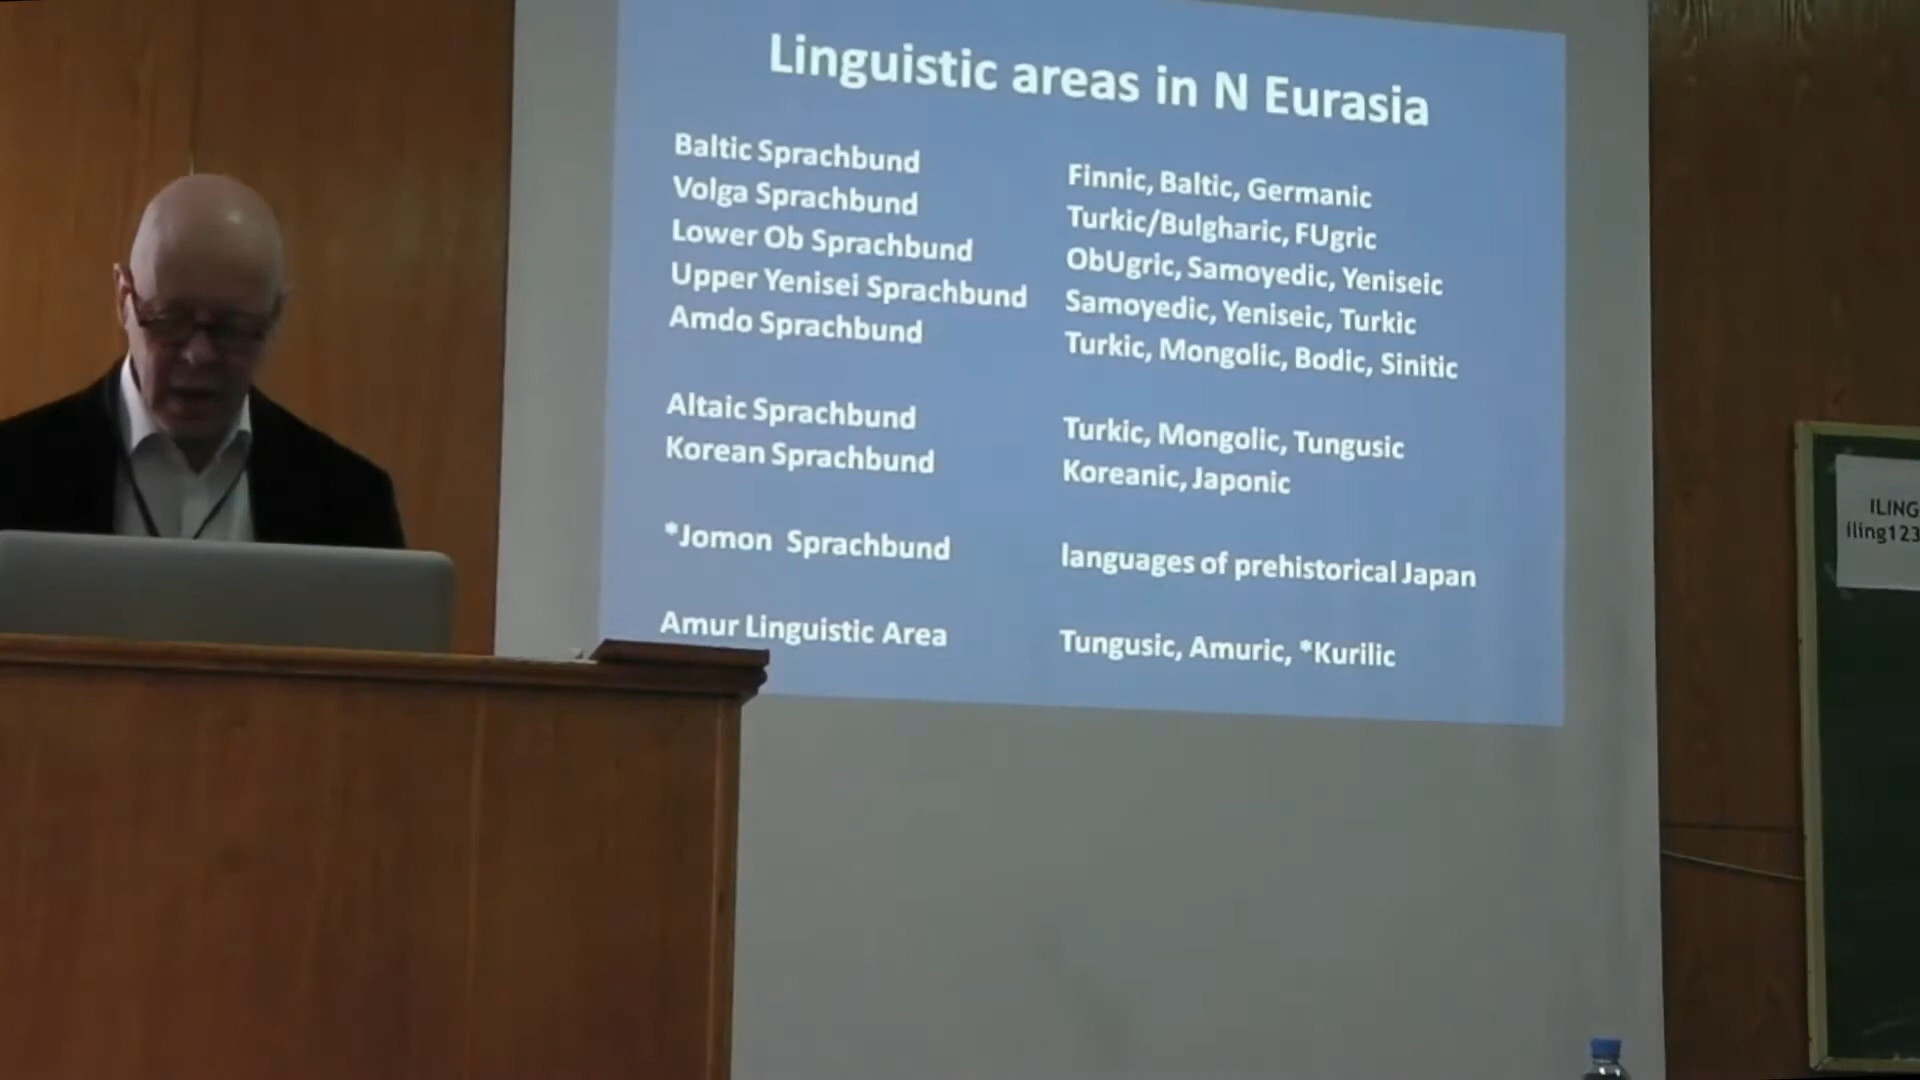 Linguistic areas in N Eurasia
Baltic Sprachbund Finnic, Baltic, Germanic
Volga Sprachbund Turkic/Bulgharic, FUgric
Lower Ob Sprachbund ObUgric, Samoyedic, Yeniseic
Upper Yenisei Sprachbund Samoyedic, Yeniseic, Turkic
Amdo Sprachbund Turkic, Mongolic, Bodic, Sinitic
Altaic Sprachbund Turkic, Mongolic, Tungusic
Korean Sprachbund Koreanic, Japonic
*Jomon Sprachbund languages of prehistorical Japan
Amur Linguistic Area Tungusic, Amuric, *Kurilic
ILING
iling123